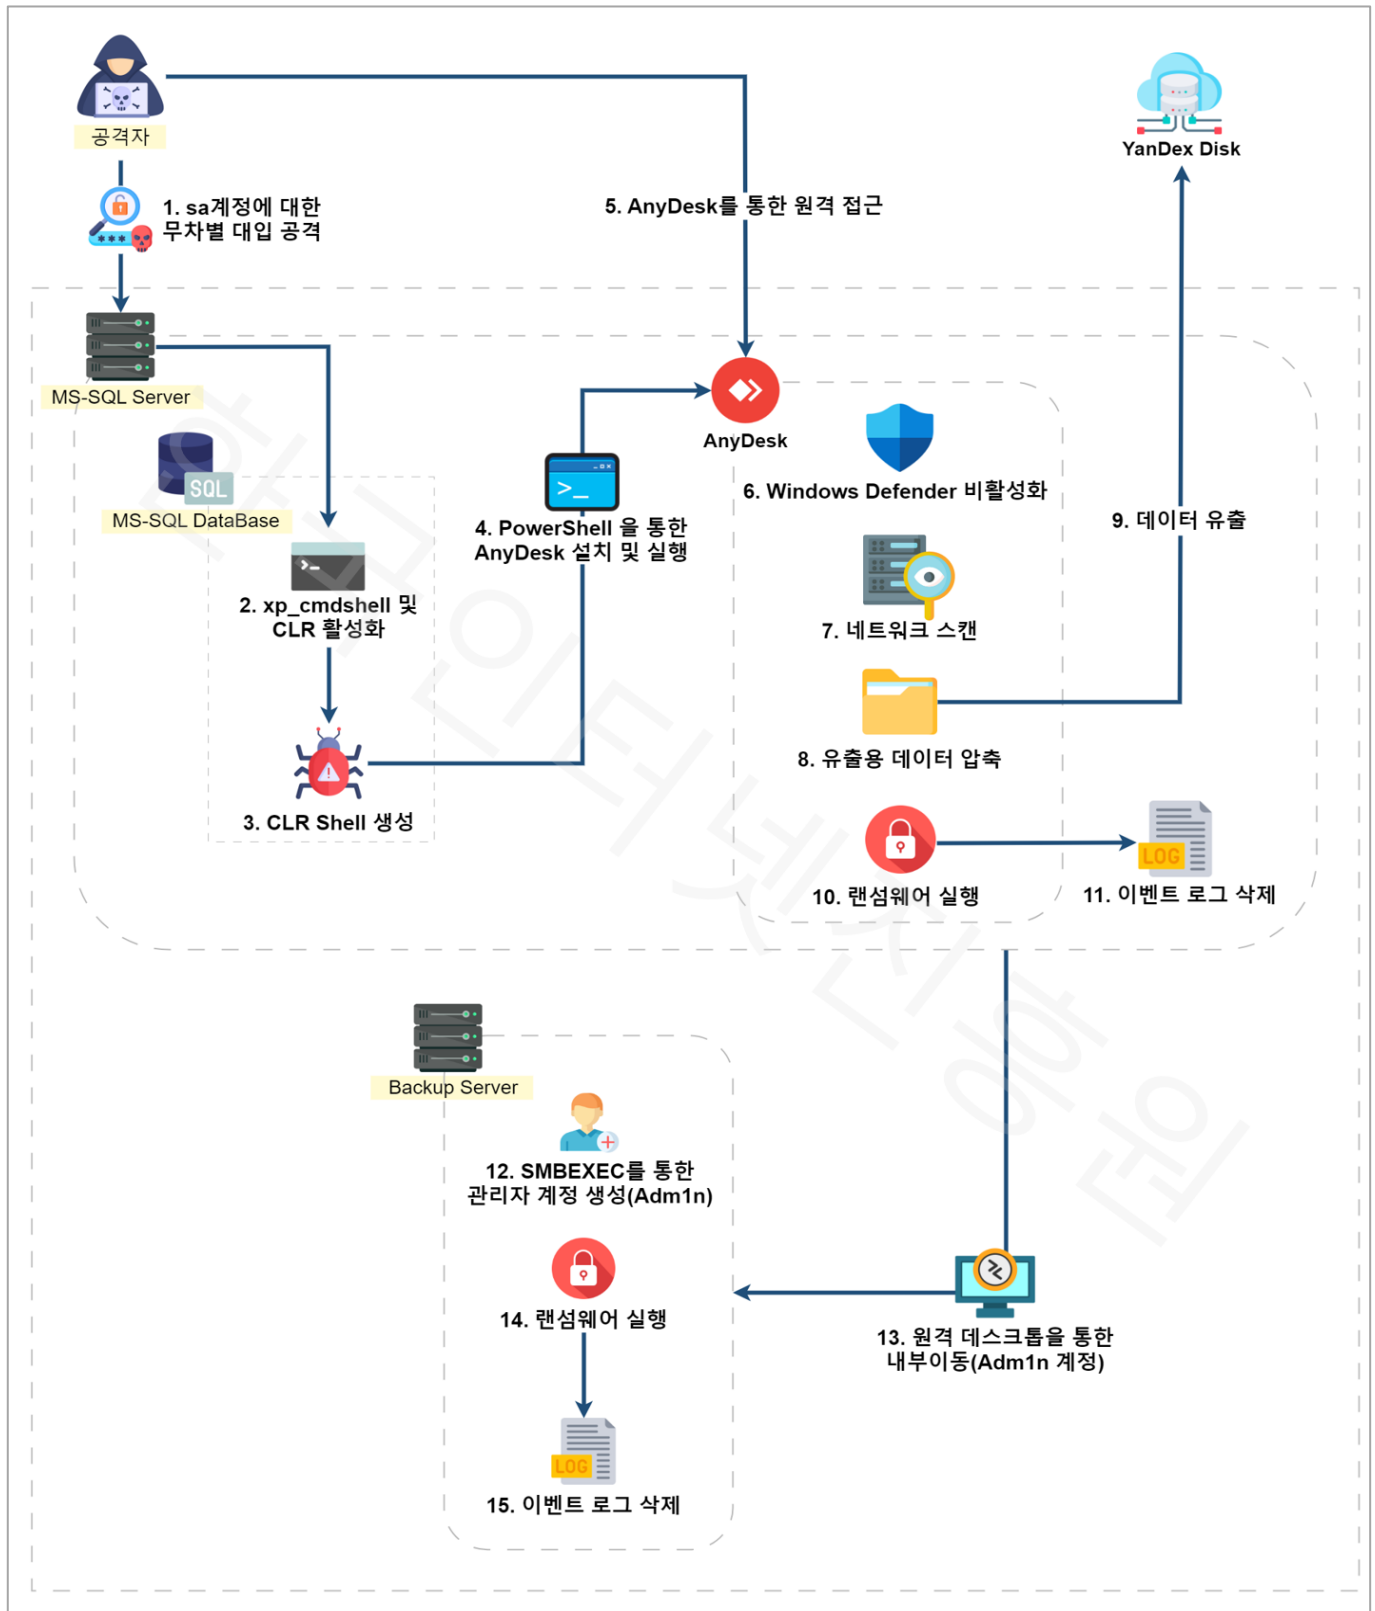 공격자
YanDex Disk
1. sa계정에 대한
무차별 대입 공격
5. AnyDesk를 통한 원격 접근
MS-SQL Server
AnyDesk
SQL
MS-SQL DataBase
4. PowerShell 을 통한
AnyDesk 설치 및 실행
6. Windows Defender 비활성화
9. 데이터 유출
2. xp_cmdshell 및
CLR 활성화
7. 네트워크 스캔
8. 유출용 데이터 압축
3. CLR Shell 생성
LOG
10. 랜섬웨어 실행
11. 이벤트 로그 삭제
Backup Server
12. SMBEXEC를 통한
관리자 계정 생성(Adm1n)
14. 랜섬웨어 실행
13. 원격 데스크톱을 통한
내부이동(Adm1n 계정)
LOG
15. 이벤트 로그 삭제
한국인터넷진흥원